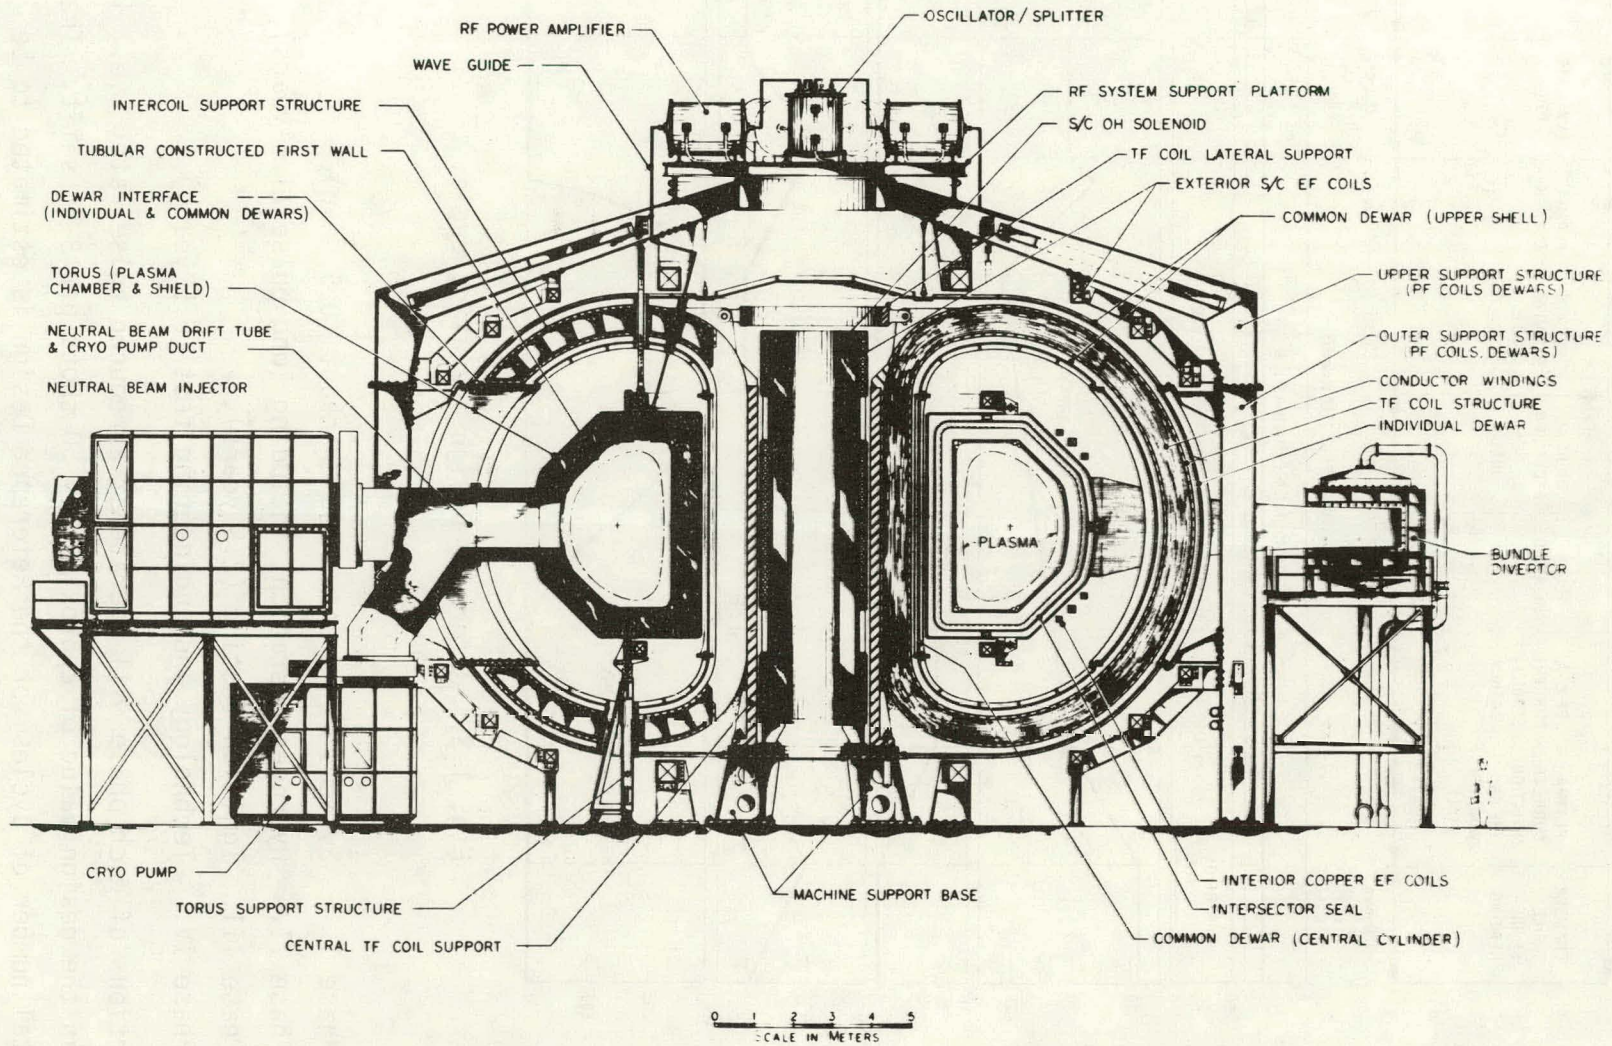 OSCILLATOR / SPLITTER
RF POWER AMPLIFIER
WAVE GUIDE
INTERCOIL SUPPORT STRUCTURE
TUBULAR CONSTRUCTED FIRST WALL
DEWAR INTERFACE
(INDIVIDUAL & COMMON DEWARS)
TORUS (PLASMA
CHAMBER & SHIELD)
NEUTRAL BEAM DRIFT TUBE
& CRYO PUMP DUCT
NEUTRAL BEAM INJECTOR
RF SYSTEM SUPPORT PLATFORM
S/C OH SOLENOID
TF COIL LATERAL SUPPORT
EXTERIOR S/C EF COILS
COMMON DEWAR (UPPER SHELL)
UPPER SUPPORT STRUCTURE
(PF COILS DEWARS)
OUTER SUPPORT STRUCTURE
(PF COILS, DEWARS)
CONDUCTOR WINDINGS
TF COIL STRUCTURE
INDIVIDUAL DEWAR
PLASMA
BUNDLE
DIVERTOR
CRYO PUMP
TORUS SUPPORT STRUCTURE
CENTRAL TF COIL SUPPORT
MACHINE SUPPORT BASE
INTERIOR COPPER EF COILS
INTERSECTOR SEAL
COMMON DEWAR (CENTRAL CYLINDER)
0 1 2 3 4 5
SCALE IN METERS